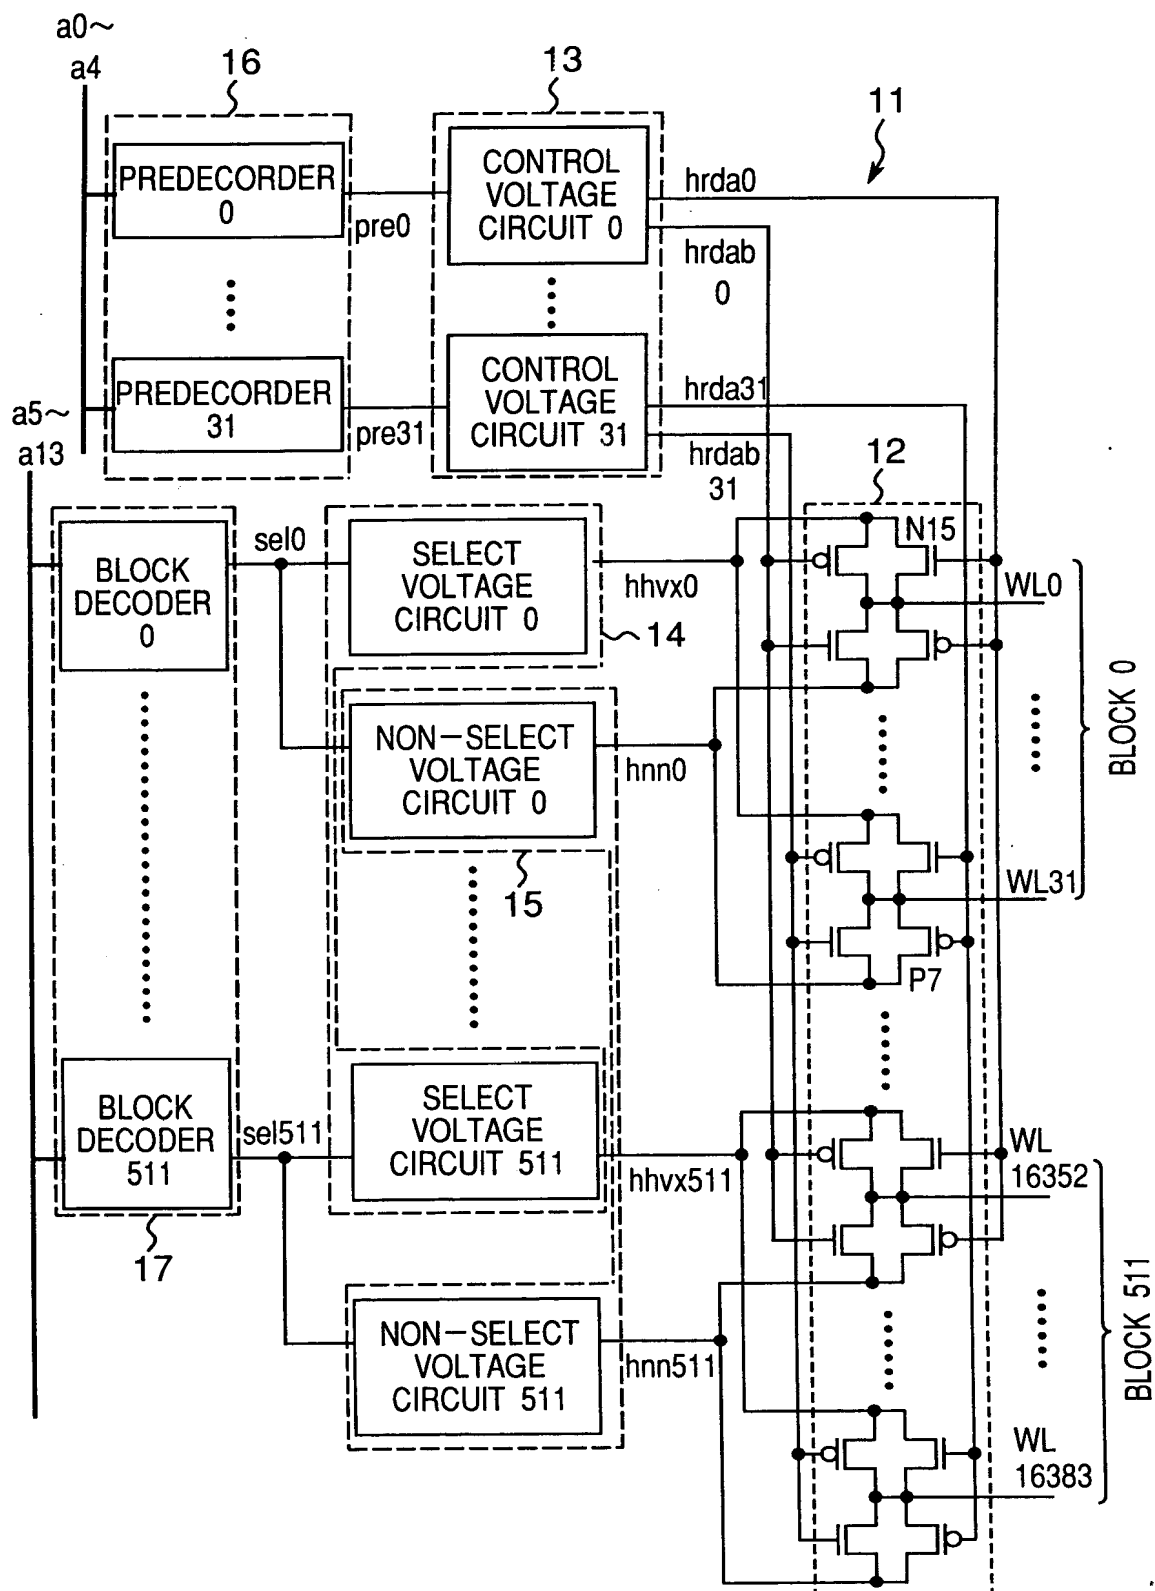 a0~
a4
16
13
11
PREDECORDER
0
pre0
CONTROL
VOLTAGE
CIRCUIT 0
hrda0
hrdab
0
PREDECORDER
31
pre31
CONTROL
VOLTAGE
CIRCUIT 31
hrda31
hrdab
31
a5~
a13
12
BLOCK
DECODER
0
sel0
SELECT
VOLTAGE
CIRCUIT 0
hhvx0
14
N15
WL0
NON-SELECT
VOLTAGE
CIRCUIT 0
hnn0
15
BLOCK 0
WL31
P7
BLOCK
DECODER
511
sel511
SELECT
VOLTAGE
CIRCUIT 511
hhvx511
17
WL
16352
NON-SELECT
VOLTAGE
CIRCUIT 511
hnn511
BLOCK 511
WL
16383